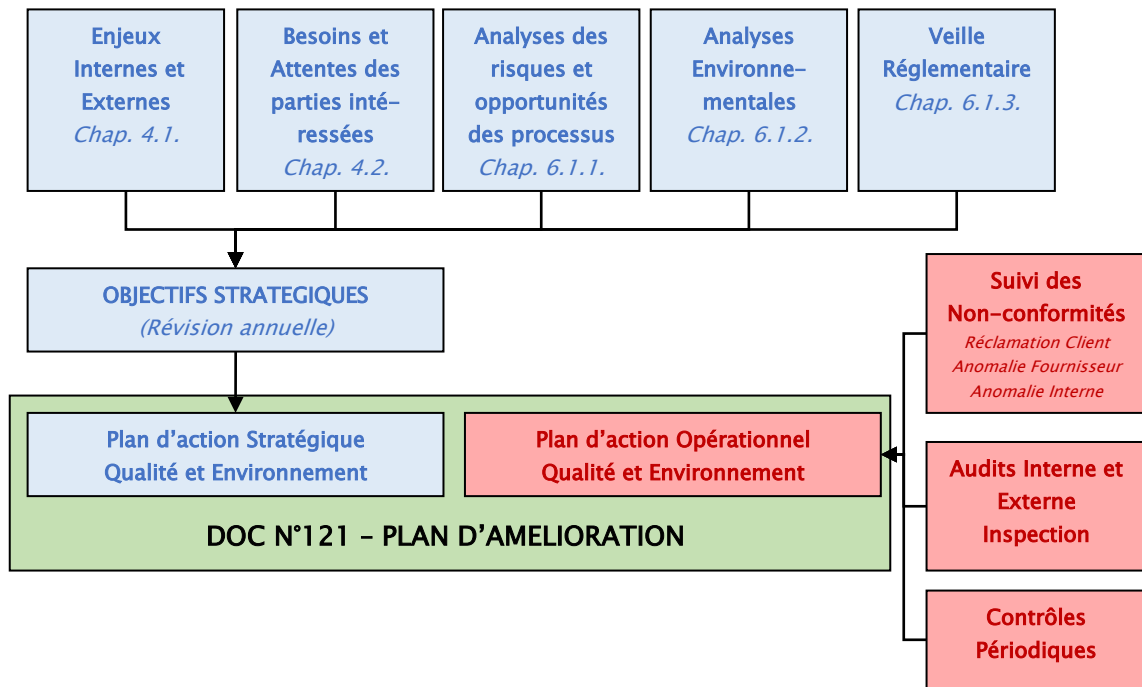 Enjeux
Internes et
Externes
Chap. 4.1.
Besoins et
Attentes des
parties inté-
ressées
Chap. 4.2.
Analyses des
risques et
opportunités
des processus
Chap. 6.1.1.
Analyses
Environne-
mentales
Chap. 6.1.2.
Veille
Réglementaire
Chap. 6.1.3.
OBJECTIFS STRATEGIQUES
(Révision annuelle)
Suivi des
Non-conformités
Réclamation Client
Anomalie Fournisseur
Anomalie Interne
Plan d'action Stratégique
Qualité et Environnement
Plan d'action Opérationnel
Qualité et Environnement
DOC N°121 – PLAN D'AMELIORATION
Audits Interne et
Externe
Inspection
Contrôles
Périodiques